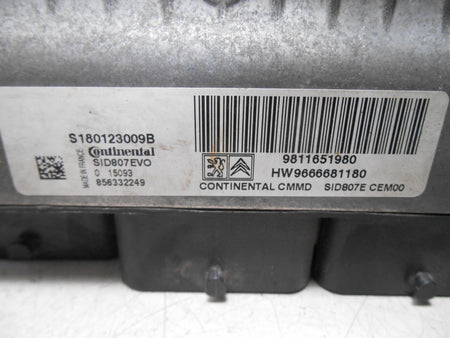 S180123009B
Continental
SID807EVO
MADE IN FRANCE
0 15093
856332249
9811651980
HW9666681180
CONTINENTAL CMMD SID807E CEM00